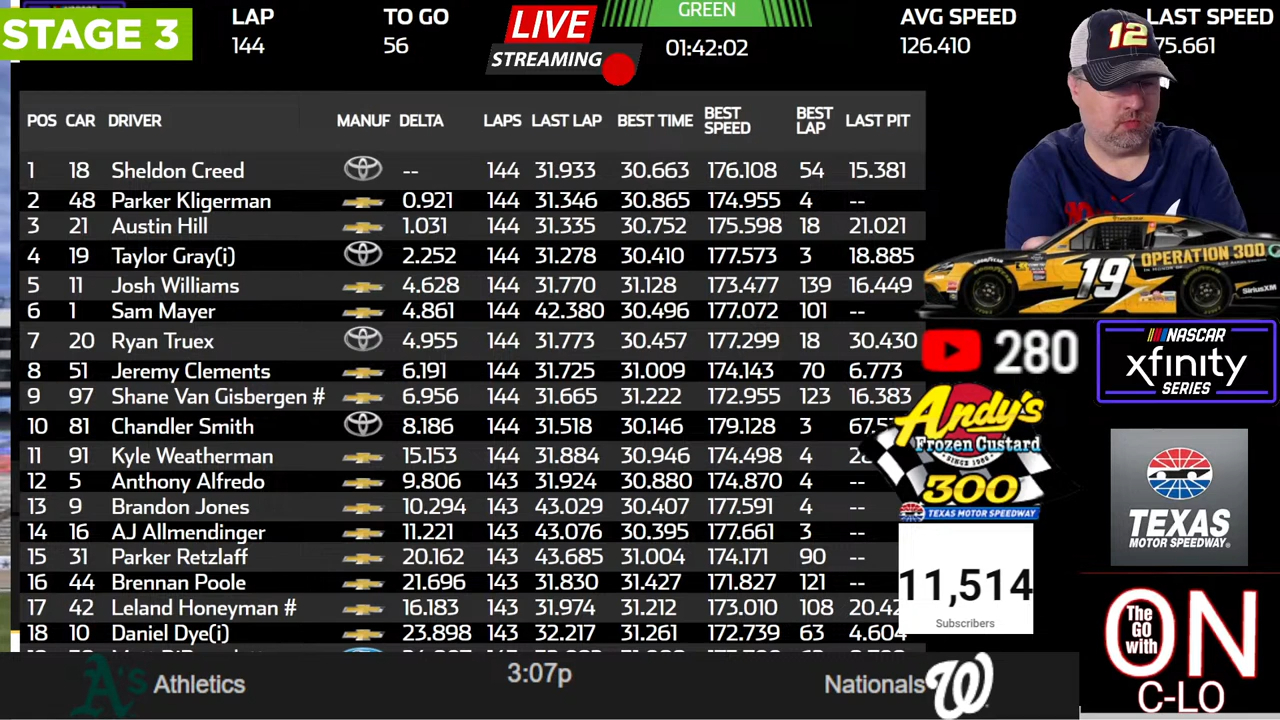 STAGE 3
LAP
144
TO GO
56
LIVE
STREAMING
GREEN
01:42:02
AVG SPEED
126.410
LAST SPEED
75.661
12
POS CAR DRIVER MANUF DELTA LAPS LAST LAP BEST TIME BEST SPEED BEST LAP LAST PIT
1 18 Sheldon Creed -- 144 31.933 30.663 176.108 54 15.381
2 48 Parker Kligerman 0.921 144 31.346 30.865 174.955 4 --
3 21 Austin Hill 1.031 144 31.335 30.752 175.598 18 21.021
4 19 Taylor Gray(i) 2.252 144 31.278 30.410 177.573 3 18.885
5 11 Josh Williams 4.628 144 31.770 31.128 173.477 139 16.449
6 1 Sam Mayer 4.861 144 42.380 30.496 177.072 101 --
7 20 Ryan Truex 4.955 144 31.773 30.457 177.299 18 30.430
8 51 Jeremy Clements 6.191 144 31.725 31.009 174.143 70 6.773
9 97 Shane Van Gisbergen # 6.956 144 31.665 31.222 172.955 123 16.383
10 81 Chandler Smith 8.186 144 31.518 30.146 179.128 3 67.5
11 91 Kyle Weatherman 15.153 144 31.884 30.946 174.498 4 28
12 5 Anthony Alfredo 9.806 144 31.924 30.880 174.870 4 --
13 9 Brandon Jones 10.294 143 43.029 30.407 177.591 4 --
14 16 AJ Allmendinger 11.221 143 43.076 30.395 177.661 3 --
15 31 Parker Retzlaff 20.162 143 43.685 31.004 174.171 90 --
16 44 Brennan Poole 21.696 143 31.830 31.427 171.827 121 --
17 42 Leland Honeyman # 16.183 143 31.974 31.212 173.010 108 20.42
18 10 Daniel Dye(i) 23.898 143 32.217 31.261 172.739 63 4.604
OPERATION 300
19
SiriusXM
280
NASCAR
xfinity
SERIES
Andy's
Frozen Custard
SINCE 1986
300
TEXAS MOTOR SPEEDWAY
TEXAS
MOTOR SPEEDWAY
11,514
Subscribers
The
GO
with
ON
C-LO
A's Athletics
3:07p
Nationals W